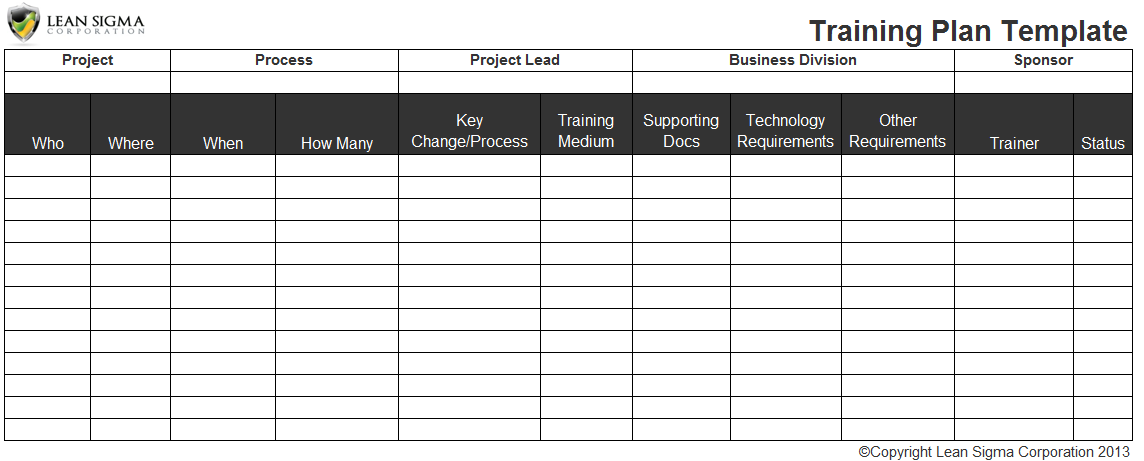 LEAN SIGMA
CORPORATION
Training Plan Template
Project Process Project Lead Business Division Sponsor
Who Where When How Many Key Change/Process Training Medium Supporting Docs Technology Requirements Other Requirements Trainer Status
©Copyright Lean Sigma Corporation 2013